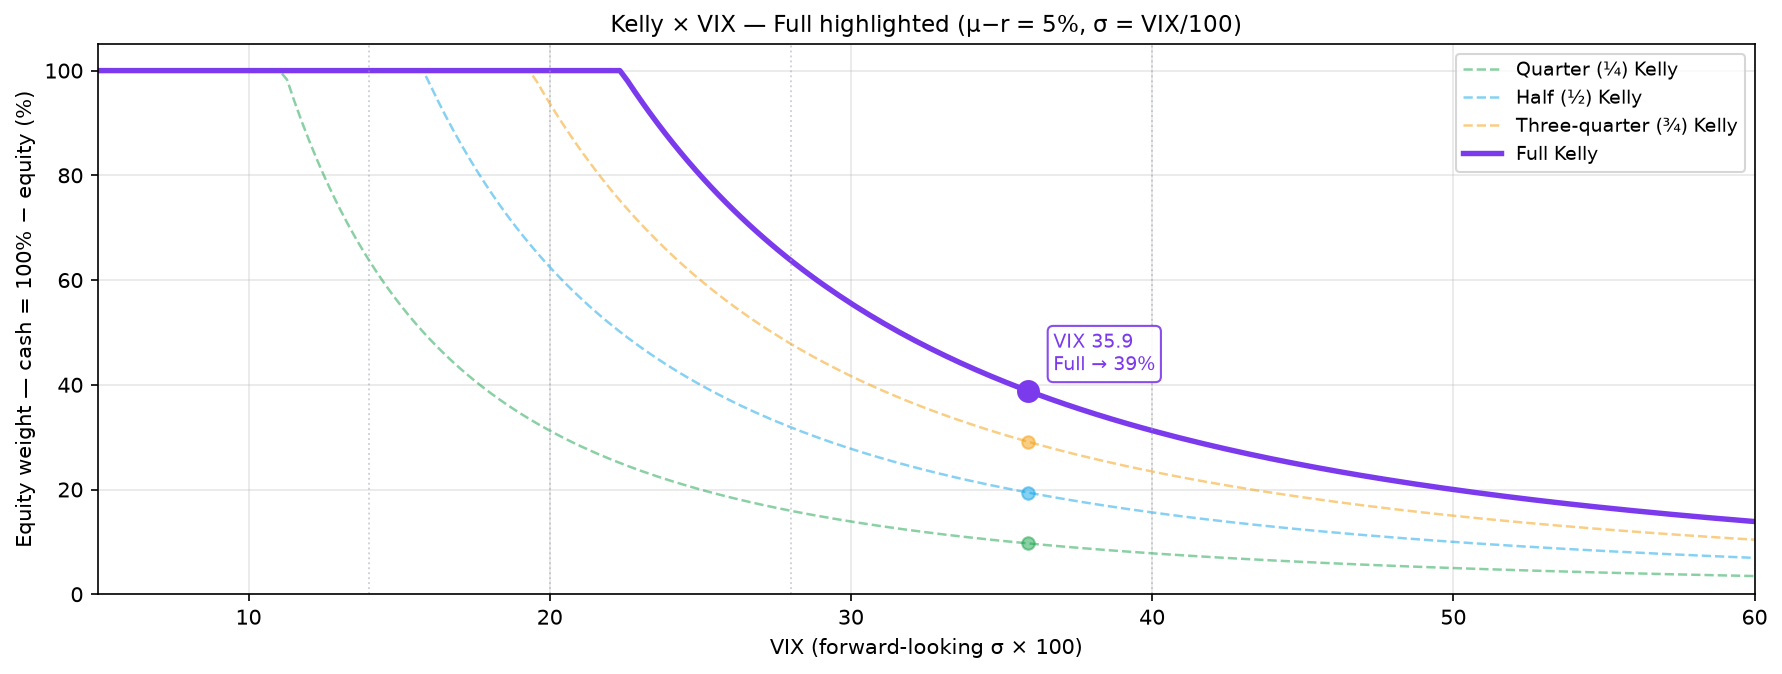 Kelly × VIX — Full highlighted (μ−r = 5%, σ = VIX/100)
Equity weight — cash = 100% − equity (%)
100
80
60
40
20
0
Quarter (¼) Kelly
Half (½) Kelly
Three-quarter (¾) Kelly
Full Kelly
VIX 35.9
Full → 39%
10
20
30
40
50
60
VIX (forward-looking σ × 100)